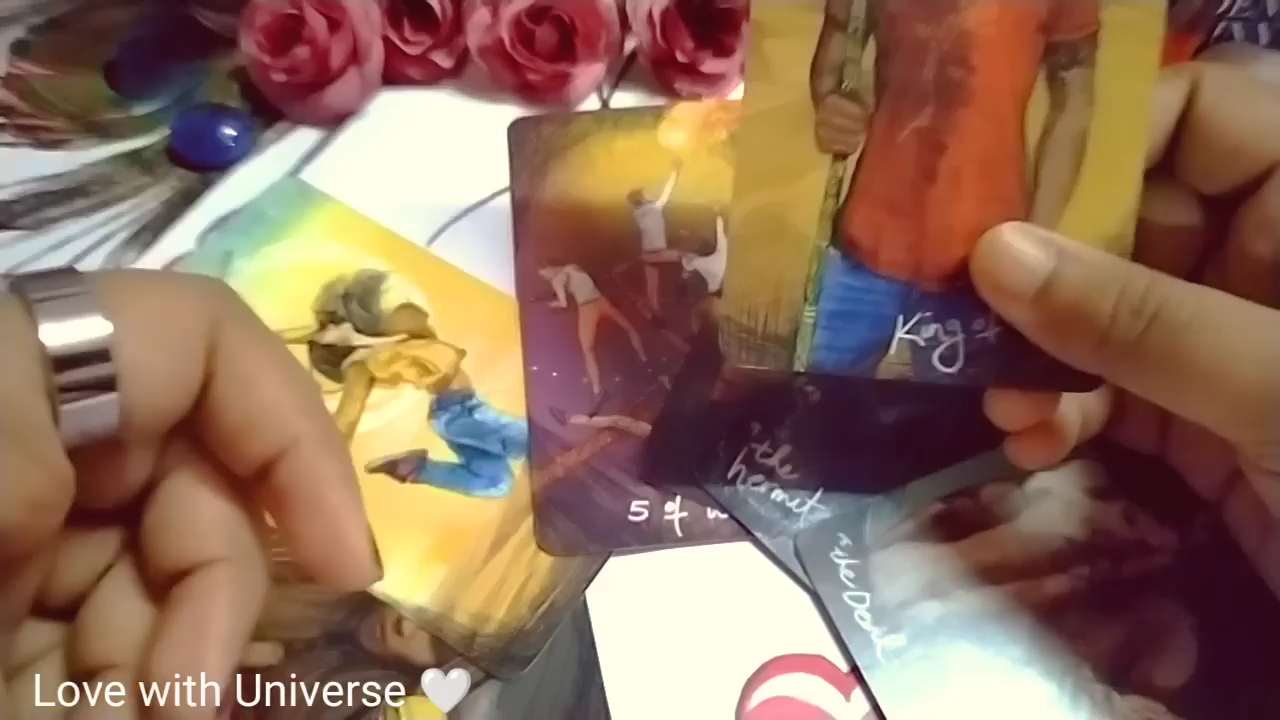 King of
5 of
the
hermit
the Devil
Love with Universe 🤍